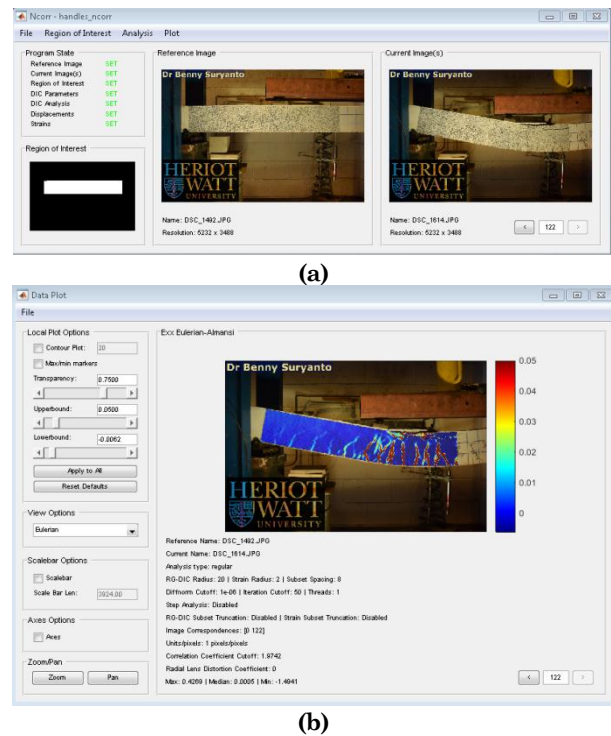 Ncorr - handles_ncorr
File Region of Interest Analysis Plot
Program State
Reference Image SET
Current Image(s) SET
Region of Interest SET
DIC Parameters SET
DIC Analysis SET
Displacements SET
Strains SET
Region of Interest
Reference Image
Dr Benny Suryanto
HERIOT
WATT
UNIVERSITY
Name: DSC_1492.JPG
Resolution: 5232 x 3488
Current Image(s)
Dr Benny Suryanto
HERIOT
WATT
UNIVERSITY
Name: DSC_1614.JPG
Resolution: 5232 x 3488
< 122 >
(a)
Data Plot
File
Local Plot Options
Contour Plot: 20
Max/min markers
Transparency: 0.7500
Upperbound: 0.0500
Lowerbound: -0.0062
Apply to All
Reset Defaults
View Options
Eulerian
Scalebar Options
Scalebar
Scale Bar Len: 3924.00
Axes Options
Axes
Zoom/Pan
Zoom Pan
Exx Eulerian-Almansi
Dr Benny Suryanto
HERIOT
WATT
UNIVERSITY
0.05
0.04
0.03
0.02
0.01
0
Reference Name: DSC_1492.JPG
Current Name: DSC_1614.JPG
Analysis type: regular
RG-DIC Radius: 20 | Strain Radius: 2 | Subset Spacing: 8
Diffnorm Cutoff: 1e-06 | Iteration Cutoff: 50 | Threads: 1
Step Analysis: Disabled
RG-DIC Subset Truncation: Disabled | Strain Subset Truncation: Disabled
Image Correspondences: [0 122]
Units/pixels: 1 pixels/pixels
Correlation Coefficient Cutoff: 1.9742
Radial Lens Distortion Coefficient: 0
Max: 0.4269 | Median: 0.0005 | Min: -1.4941
< 122 >
(b)